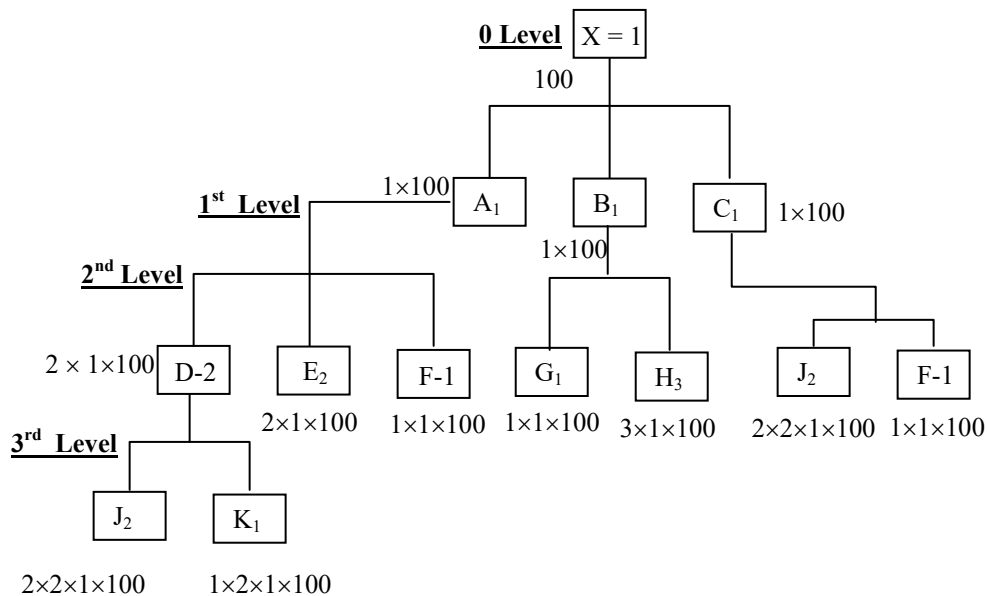 0 Level X = 1
100
1st Level 1×100 A₁ B₁ C₁ 1×100
1×100
2nd Level
2 × 1×100 D-2 E₂ F-1 G₁ H₃ J₂ F-1
2×1×100 1×1×100 1×1×100 3×1×100 2×2×1×100 1×1×100
3rd Level
J₂ K₁
2×2×1×100 1×2×1×100